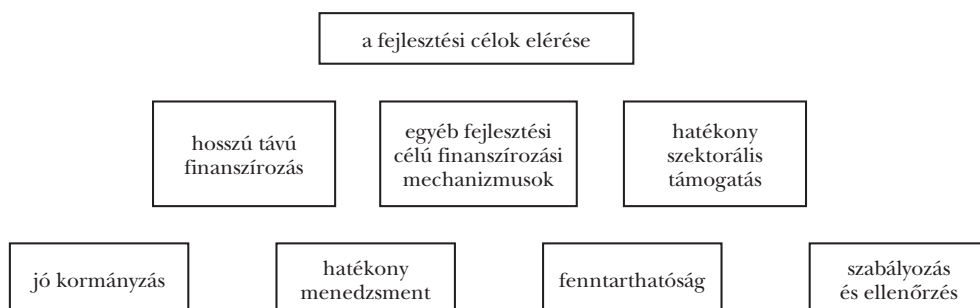 a fejlesztési célok elérése
hosszú távú
finanszírozás
egyéb fejlesztési
célú finanszírozási
mechanizmusok
hatékony
szektorális
támogatás
jó kormányzás
hatékony
menedzsment
fenntarthatóság
szabályozás
és ellenőrzés